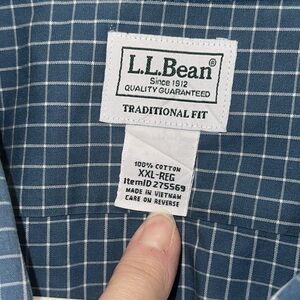 L.L.Bean®
Since 1912
QUALITY GUARANTEED
TRADITIONAL FIT
100% COTTON
XXL-REG
ItemID 275569
MADE IN VIETNAM
CARE ON REVERSE